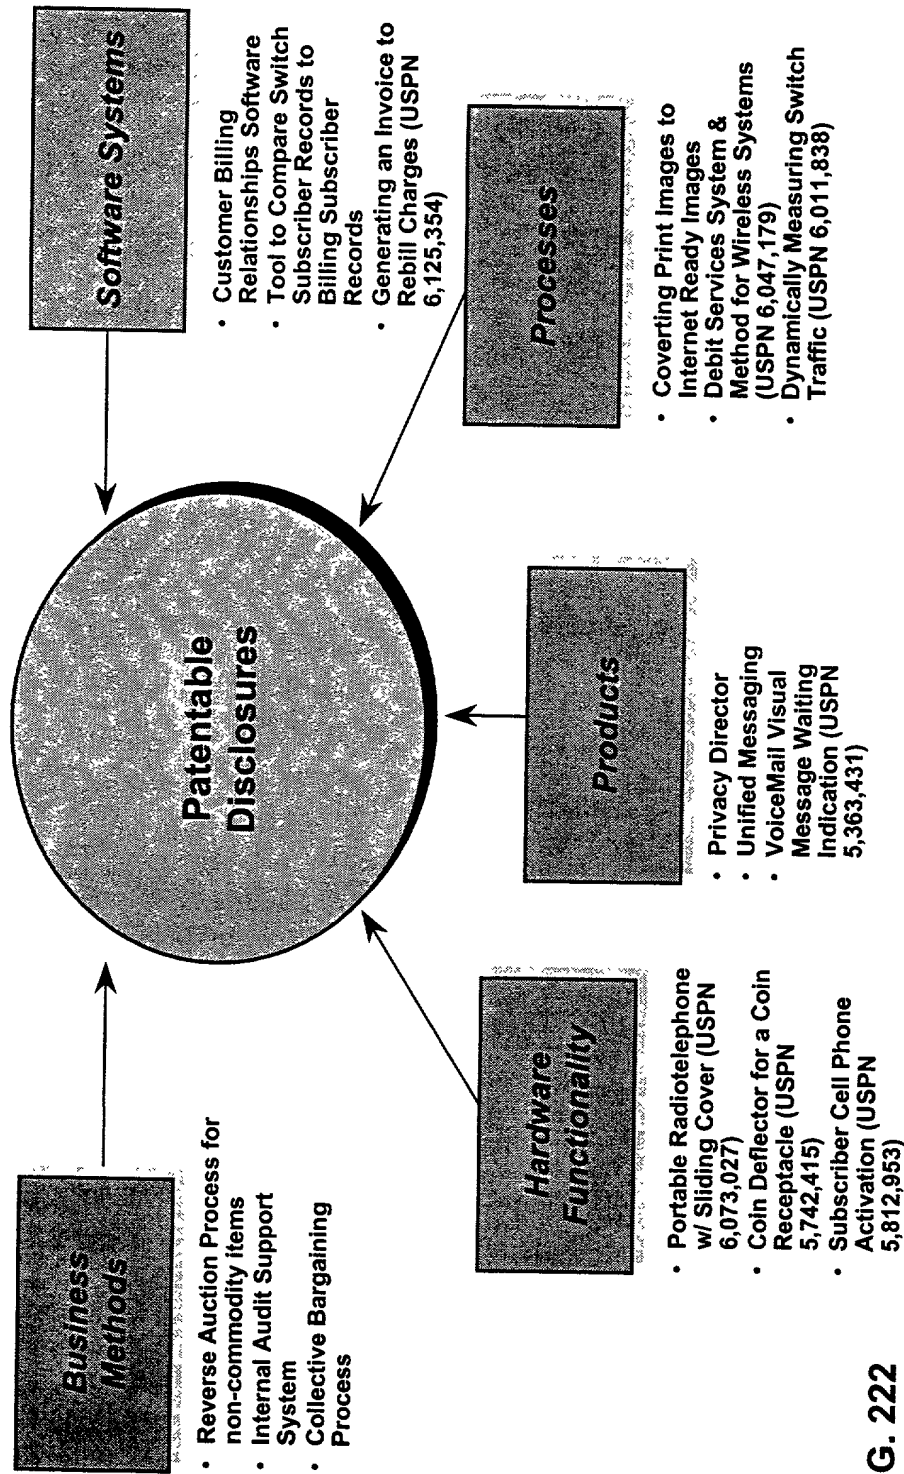 Patentable
Disclosures
Business
Methods
• Reverse Auction Process for
non-commodity Items
• Internal Audit Support
System
• Collective Bargaining
Process
Hardware
Functionality
• Portable Radiotelephone
w/ Sliding Cover (USPN
6,073,027)
• Coin Deflector for a Coin
Receptacle (USPN
5,742,415)
• Subscriber Cell Phone
Activation (USPN
5,812,953)
Products
• Privacy Director
• Unified Messaging
• VoiceMail Visual
Message Waiting
Indication (USPN
5,363,431)
Processes
• Coverting Print Images to
Internet Ready Images
• Debit Services System &
Method for Wireless Systems
(USPN 6,047,179)
• Dynamically Measuring Switch
Traffic (USPN 6,011,838)
Software Systems
• Customer Billing
Relationships Software
• Tool to Compare Switch
Subscriber Records to
Billing Subscriber
Records
• Generating an Invoice to
Rebill Charges (USPN
6,125,354)
G. 222